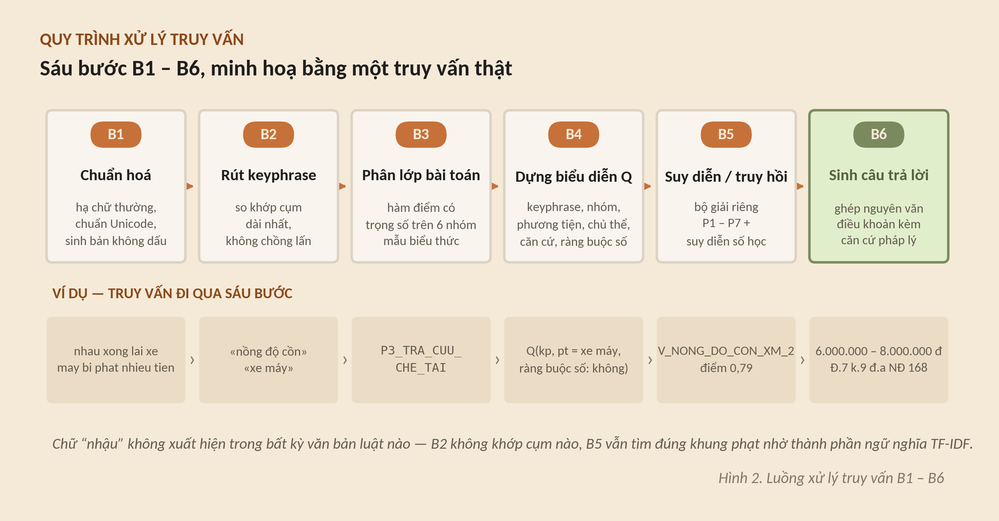 QUY TRÌNH XỬ LÝ TRUY VẤN
Sáu bước B1 – B6, minh hoạ bằng một truy vấn thật
B1
Chuẩn hoá
hạ chữ thường,
chuẩn Unicode,
sinh bản không dấu
B2
Rút keyphrase
so khớp cụm
dài nhất,
không chồng lấn
B3
Phân lớp bài toán
hàm điểm có
trọng số trên 6 nhóm
mẫu biểu thức
B4
Dựng biểu diễn Q
keyphrase, nhóm,
phương tiện, chủ thể,
căn cứ, ràng buộc số
B5
Suy diễn / truy hồi
bộ giải riêng
P1 – P7 +
suy diễn số học
B6
Sinh câu trả lời
ghép nguyên văn
điều khoản kèm
căn cứ pháp lý
VÍ DỤ — TRUY VẤN ĐI QUA SÁU BƯỚC
nhau xong lai xe
may bi phat nhieu tien
›
«nồng độ cồn»
«xe máy»
›
P3_TRA_CUU_
CHE_TAI
›
Q(kp, pt = xe máy,
ràng buộc số: không)
›
V_NONG_DO_CON_XM_2
điểm 0,79
›
6.000.000 – 8.000.000 đ
Đ.7 k.9 đ.a NĐ 168
Chữ “nhậu” không xuất hiện trong bất kỳ văn bản luật nào — B2 không khớp cụm nào, B5 vẫn tìm đúng khung phạt nhờ thành phần ngữ nghĩa TF-IDF.
Hình 2. Luồng xử lý truy vấn B1 – B6